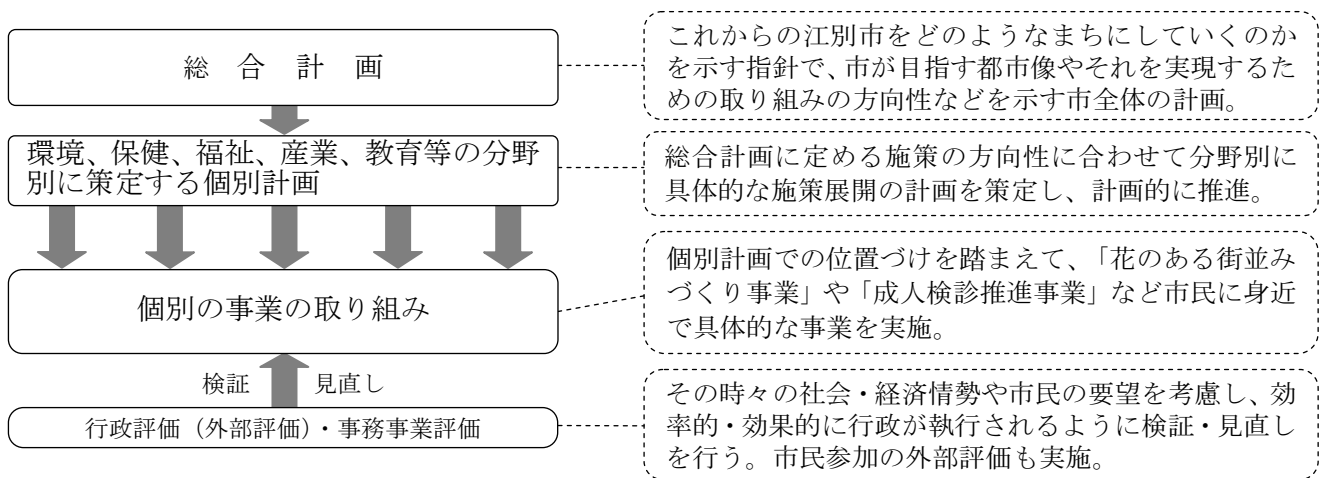 総 合 計 画
これからの江別市をどのようなまちにしていくのか
を示す指針で、市が目指す都市像やそれを実現するた
めの取り組みの方向性などを示す市全体の計画。
環境、保健、福祉、産業、教育等の分野
別に策定する個別計画
総合計画に定める施策の方向性に合わせて分野別に
具体的な施策展開の計画を策定し、計画的に推進。
個別の事業の取り組み
個別計画での位置づけを踏まえて、「花のある街並み
づくり事業」や「成人検診推進事業」など市民に身近
で具体的な事業を実施。
検証 見直し
行政評価（外部評価）・事務事業評価
その時々の社会・経済情勢や市民の要望を考慮し、効
率的・効果的に行政が執行されるように検証・見直し
を行う。市民参加の外部評価も実施。